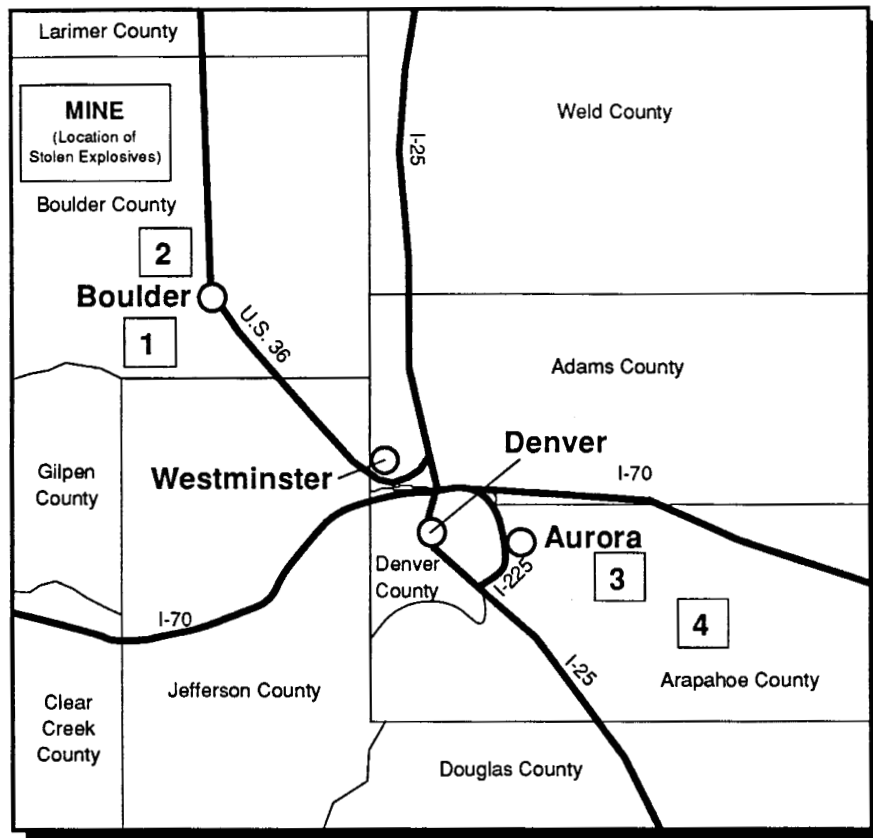 Larimer County
MINE
(Location of
Stolen Explosives)
Weld County
I-25
Boulder County
2
Boulder
1
U.S. 36
Adams County
Denver
Westminster
I-70
Gilpen
County
Aurora
Denver
County
I-225
3
4
I-70
I-25
Jefferson County
Arapahoe County
Clear
Creek
County
Douglas County